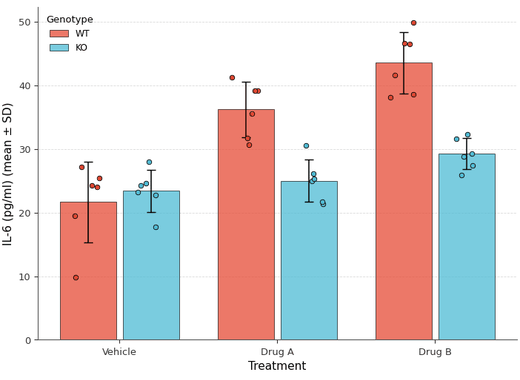 Genotype
WT
KO
50
40
30
20
10
0
IL-6 (pg/ml) (mean ± SD)
Vehicle
Drug A
Drug B
Treatment